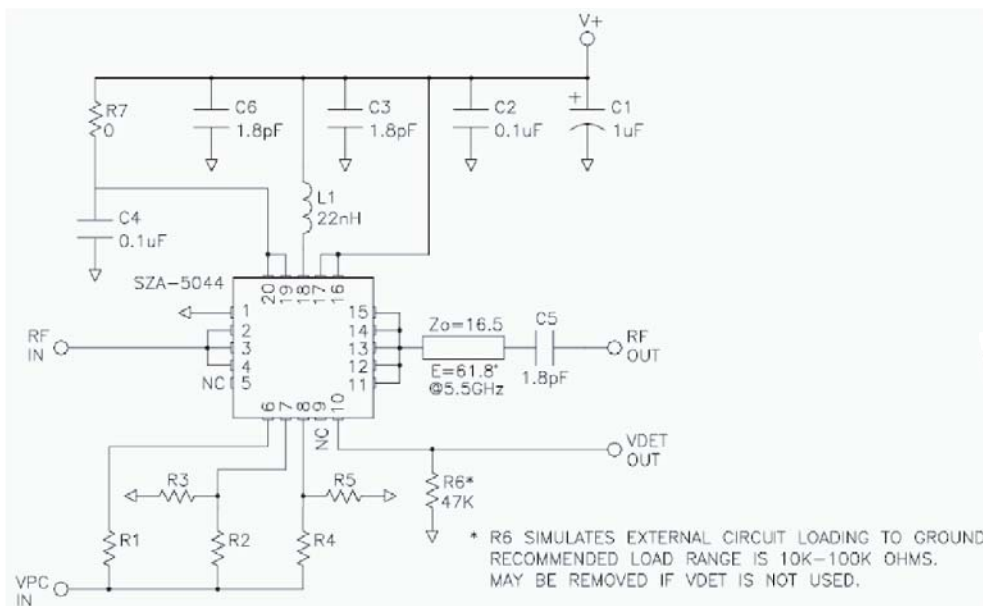 V+
R7
0
C6
1.8pF
C3
1.8pF
C2
0.1uF
+
C1
1uF
L1
22nH
C4
0.1uF
SZA-5044
20
19
18
17
16
1
2
3
4
5
NC
15
14
13
12
11
RF
IN
Zo=16.5
E=61.8°
@5.5GHz
C5
1.8pF
RF
OUT
6
7
8
9
10
NC
VDET
OUT
R3
R5
R6*
47K
R1
R2
R4
VPC
IN
* R6 SIMULATES EXTERNAL CIRCUIT LOADING TO GROUND
RECOMMENDED LOAD RANGE IS 10K-100K OHMS.
MAY BE REMOVED IF VDET IS NOT USED.